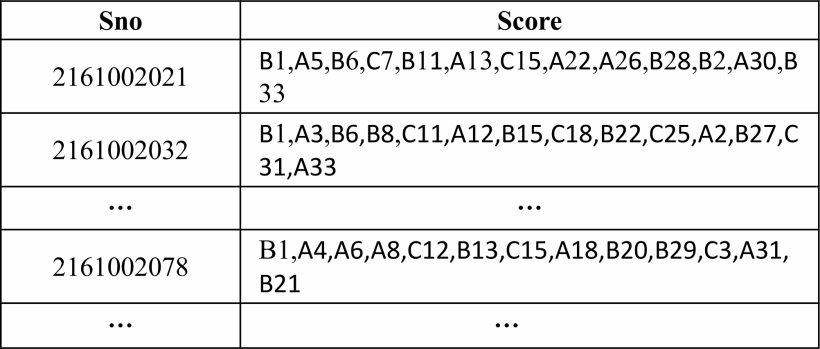 Sno Score
2161002021 B1,A5,B6,C7,B11,A13,C15,A22,A26,B28,B2,A30,B
33
2161002032 B1,A3,B6,B8,C11,A12,B15,C18,B22,C25,A2,B27,C
31,A33
... ...
2161002078 B1,A4,A6,A8,C12,B13,C15,A18,B20,B29,C3,A31,
B21
... ...